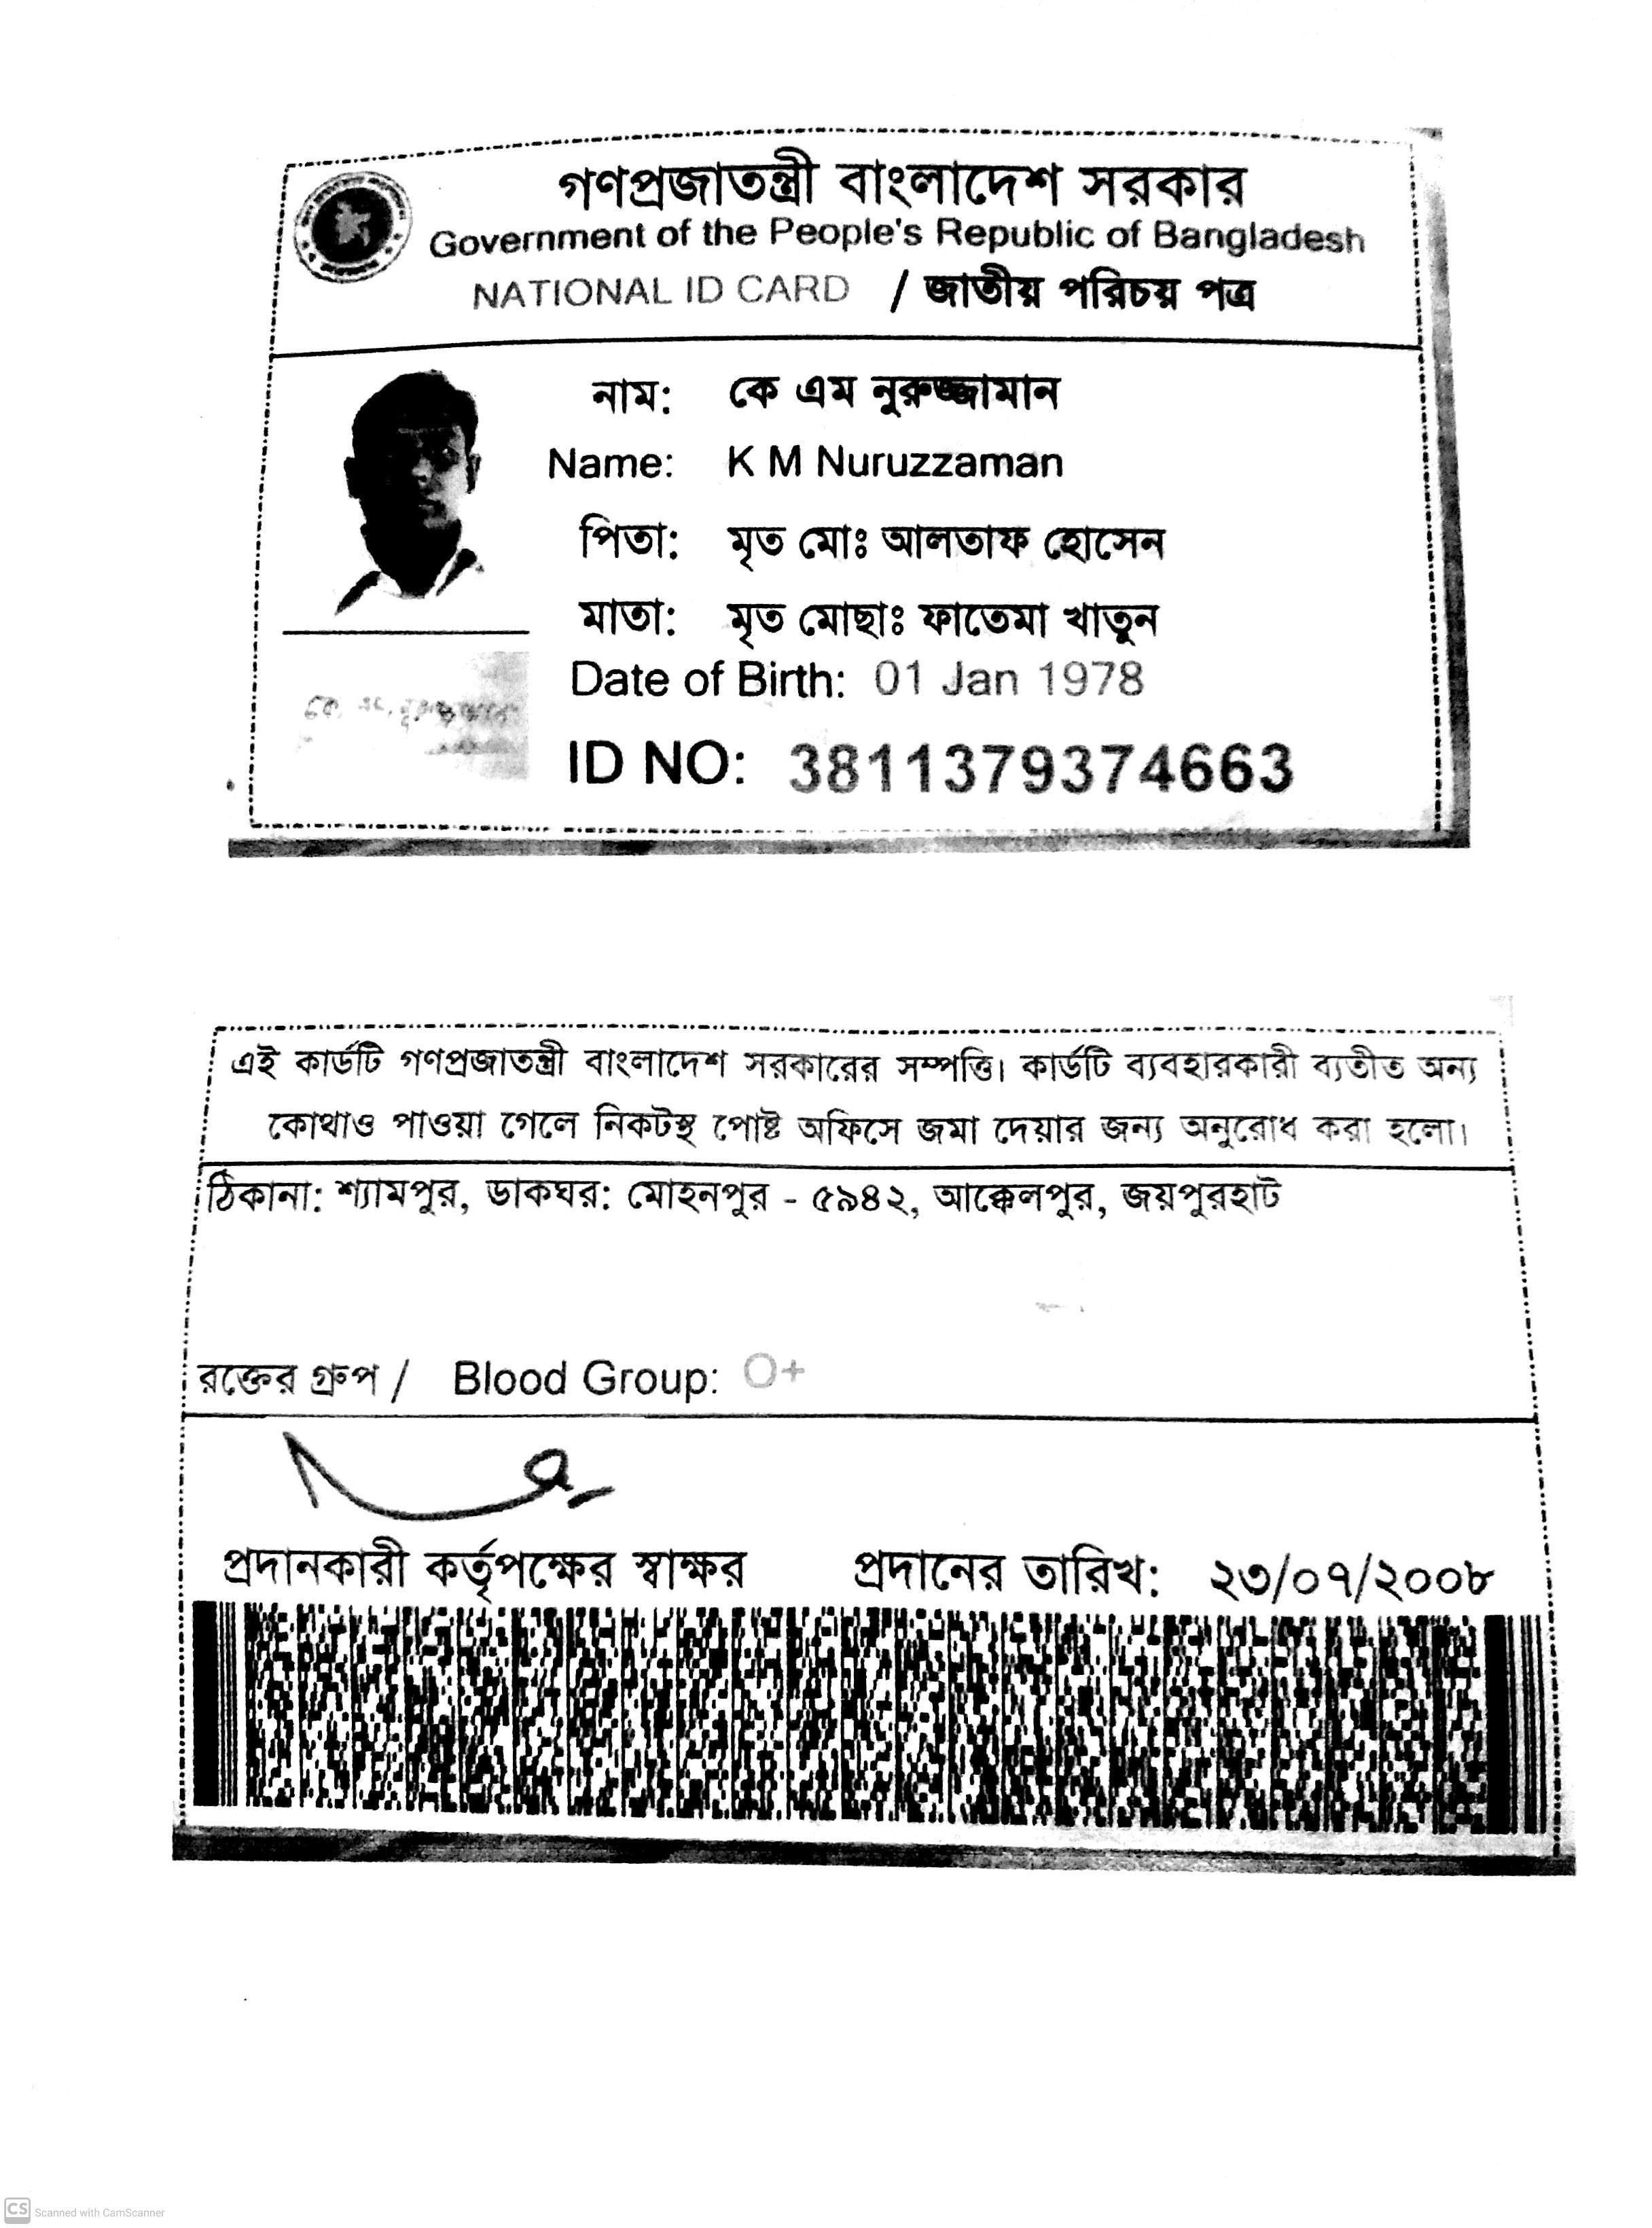 গণপ্রজাতন্ত্রী বাংলাদেশ সরকার
Government of the People's Republic of Bangladesh
NATIONAL ID CARD / জাতীয় পরিচয় পত্র
নাম: কে এম নুরুজ্জামান
Name: K M Nuruzzaman
পিতা: মৃত মোঃ আলতাফ হোসেন
মাতা: মৃত মোছাঃ ফাতেমা খাতুন
Date of Birth: 01 Jan 1978
ID NO: 3811379374663
এই কার্ডটি গণপ্রজাতন্ত্রী বাংলাদেশ সরকারের সম্পত্তি। কার্ডটি ব্যবহারকারী ব্যতীত অন্য
কোথাও পাওয়া গেলে নিকটস্থ পোষ্ট অফিসে জমা দেয়ার জন্য অনুরোধ করা হলো।
ঠিকানা: শ্যামপুর, ডাকঘর: মোহনপুর - ৫৯৪২, আক্কেলপুর, জয়পুরহাট
রক্তের গ্রুপ / Blood Group: O+
প্রদানকারী কর্তৃপক্ষের স্বাক্ষর প্রদানের তারিখ: ২৩/০৭/২০০৮
CS Scanned with CamScanner